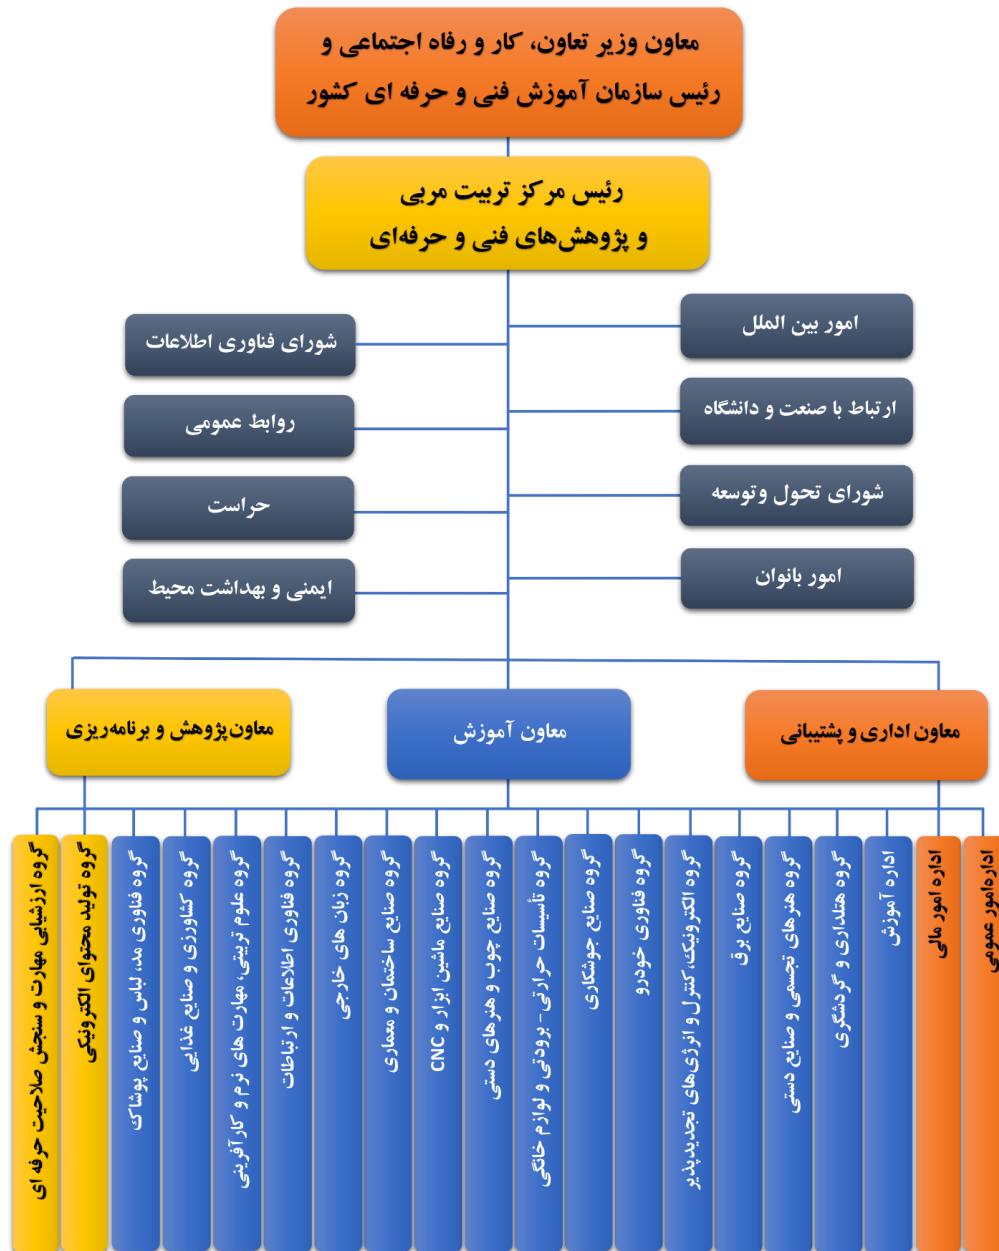 معاون وزیر تعاون، کار و رفاه اجتماعی و
رئیس سازمان آموزش فنی و حرفه ای کشور
رئیس مرکز تربیت مربی
و پژوهش‌های فنی و حرفه‌ای
امور بین الملل
شورای فناوری اطلاعات
ارتباط با صنعت و دانشگاه
روابط عمومی
شورای تحول وتوسعه
حراست
امور بانوان
ایمنی و بهداشت محیط
معاون اداری و پشتیبانی
معاون آموزش
معاون‌پژوهش و برنامه‌ریزی
اداره‌امور عمومی
اداره امور مالی
اداره آموزش
گروه هتلداری و گردشگری
گروه هنرهای تجسمی و صنایع دستی
گروه صنایع برق
گروه الکترونیک، کنترل و انرژی‌های تجدیدپذیر
گروه فناوری خودرو
گروه صنایع جوشکاری
گروه تأسیسات حرارتی- برودتی و لوازم خانگی
گروه صنایع چوب و هنرهای دستی
گروه صنایع ماشین ابزار و CNC
گروه صنایع ساختمان و معماری
گروه زبان های خارجی
گروه فناوری اطلاعات و ارتباطات
گروه علوم تربیتی، مهارت های نرم و کارآفرینی
گروه کشاورزی و صنایع غذایی
گروه فناوری مد، لباس و صنایع پوشاک
گروه تولید محتوای الکترونیکی
گروه ارزشیابی مهارت و سنجش صلاحیت حرفه ای